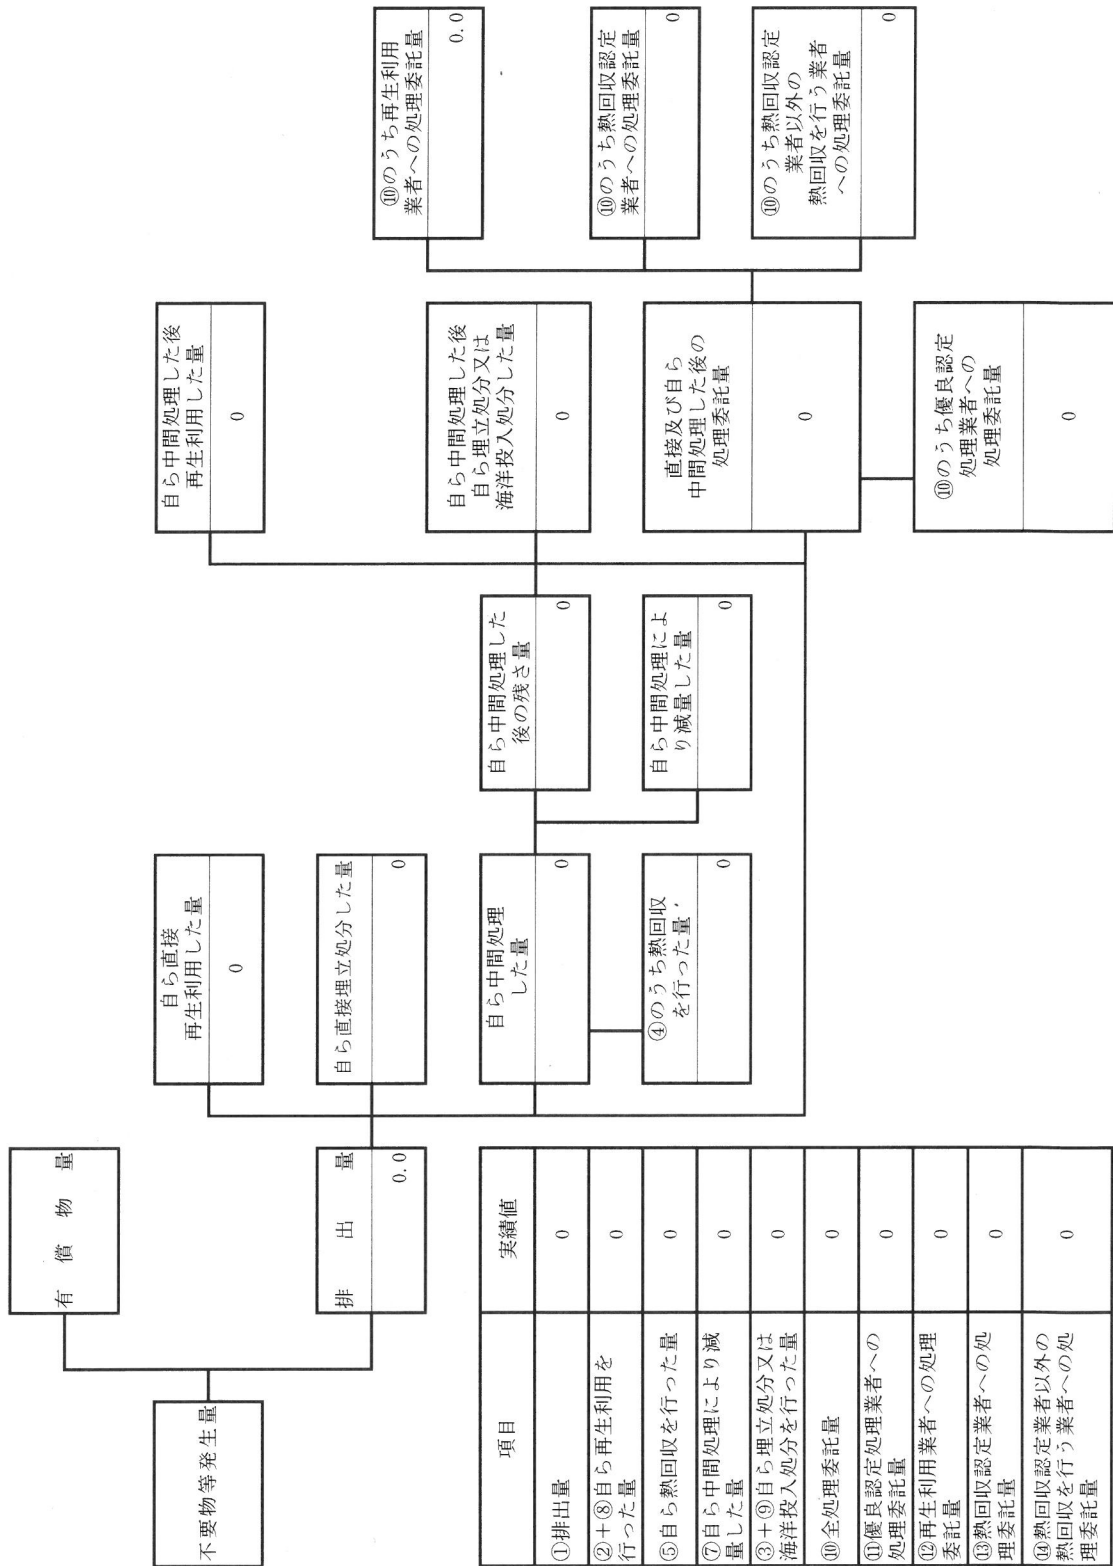 不要物等発生量
有償物量
排出量
0.0
自ら直接
再生利用した量
0
自ら直接埋立処分した量
0
自ら中間処理
した量
0
④のうち熱回収
を行った量
0
自ら中間処理した
後の残さ量
0
自ら中間処理によ
り減量した量
0
自ら中間処理した後
再生利用した量
0
自ら中間処理した後
自ら埋立処分又は
海洋投入処分した量
0
直接及び自ら
中間処理した後の
処理委託量
0
⑩のうち優良認定
処理業者への
処理委託量
0
⑩のうち再生利用
業者への処理委託量
0.0
⑩のうち熱回収認定
業者への処理委託量
0
⑩のうち熱回収認定
業者以外の
熱回収を行う業者
への処理委託量
0
項目 実績値
①排出量 0
②+⑧自ら再生利用を
行った量 0
⑤自ら熱回収を行った量 0
⑦自ら中間処理により減
量した量 0
③+⑨自ら埋立処分又は
海洋投入処分を行った量 0
⑩全処理委託量 0
⑪優良認定処理業者への
処理委託量 0
⑫再生利用業者への処理
委託量 0
⑬熱回収認定業者への処
理委託量 0
⑭熱回収認定業者以外の
熱回収を行う業者への処
理委託量 0